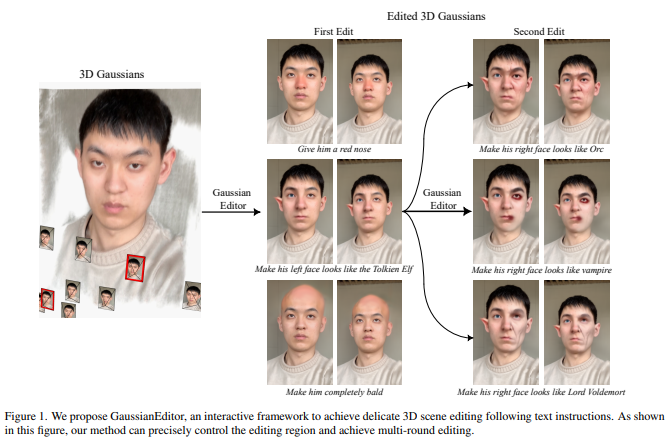 Edited 3D Gaussians
First Edit
Second Edit
3D Gaussians
Give him a red nose
Make his right face looks like Orc
Gaussian
Editor
Gaussian
Editor
Make his left face looks like the Tolkien Elf
Make his right face looks like vampire
Make him completely bald
Make his right face looks like Lord Voldemort
Figure 1. We propose GaussianEditor, an interactive framework to achieve delicate 3D scene editing following text instructions. As shown
in this figure, our method can precisely control the editing region and achieve multi-round editing.